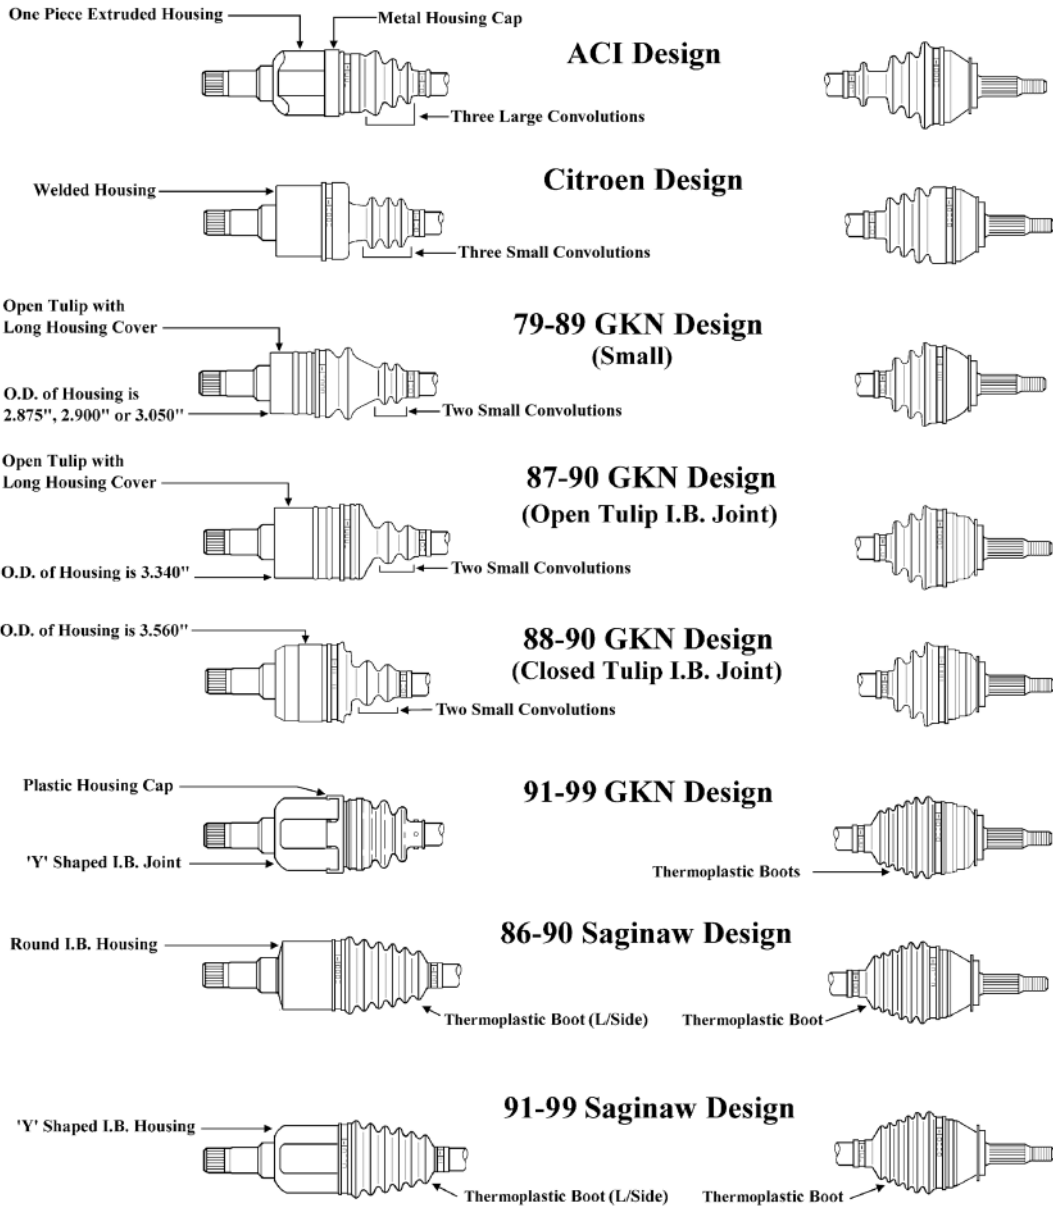 One Piece Extruded Housing
Metal Housing Cap
ACI Design
Three Large Convolutions
Citroen Design
Welded Housing
Three Small Convolutions
Open Tulip with
Long Housing Cover
79-89 GKN Design
(Small)
O.D. of Housing is
2.875", 2.900" or 3.050"
Two Small Convolutions
Open Tulip with
Long Housing Cover
87-90 GKN Design
(Open Tulip I.B. Joint)
O.D. of Housing is 3.340"
Two Small Convolutions
O.D. of Housing is 3.560"
88-90 GKN Design
(Closed Tulip I.B. Joint)
Two Small Convolutions
Plastic Housing Cap
91-99 GKN Design
'Y' Shaped I.B. Joint
Thermoplastic Boots
86-90 Saginaw Design
Round I.B. Housing
Thermoplastic Boot (L/Side)
Thermoplastic Boot
91-99 Saginaw Design
'Y' Shaped I.B. Housing
Thermoplastic Boot (L/Side)
Thermoplastic Boot